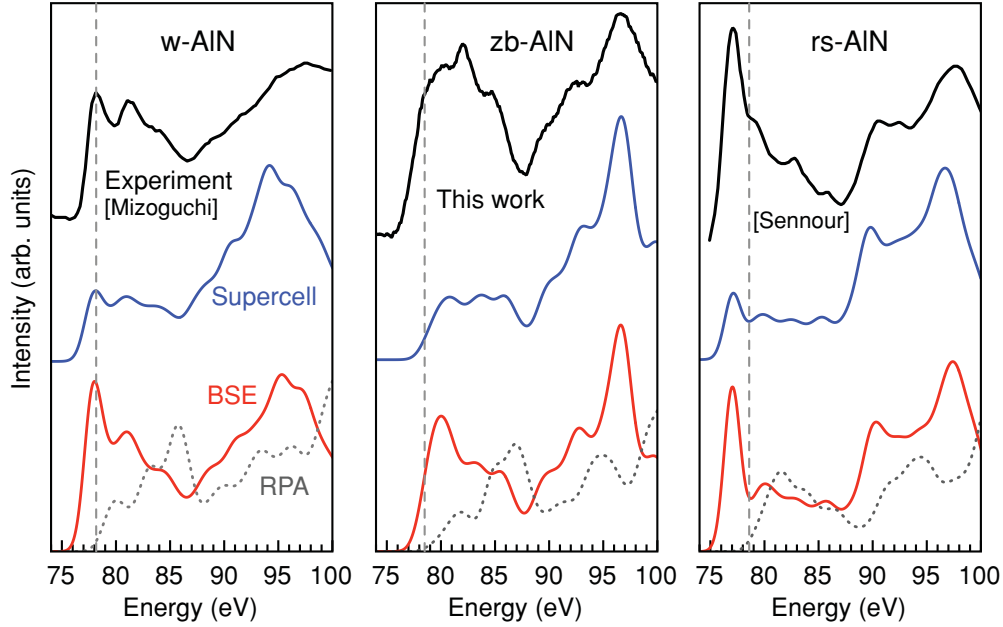 w-AlN
zb-AlN
rs-AlN
Experiment
[Mizoguchi]
This work
[Sennour]
Supercell
BSE
RPA
Intensity (arb. units)
75 80 85 90 95 100
75 80 85 90 95 100
75 80 85 90 95 100
Energy (eV)
Energy (eV)
Energy (eV)